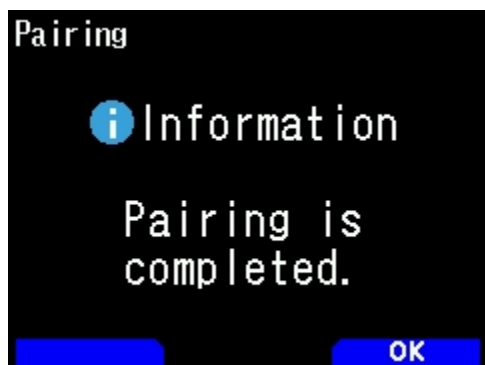 Pairing
Information
Pairing is
completed.
OK